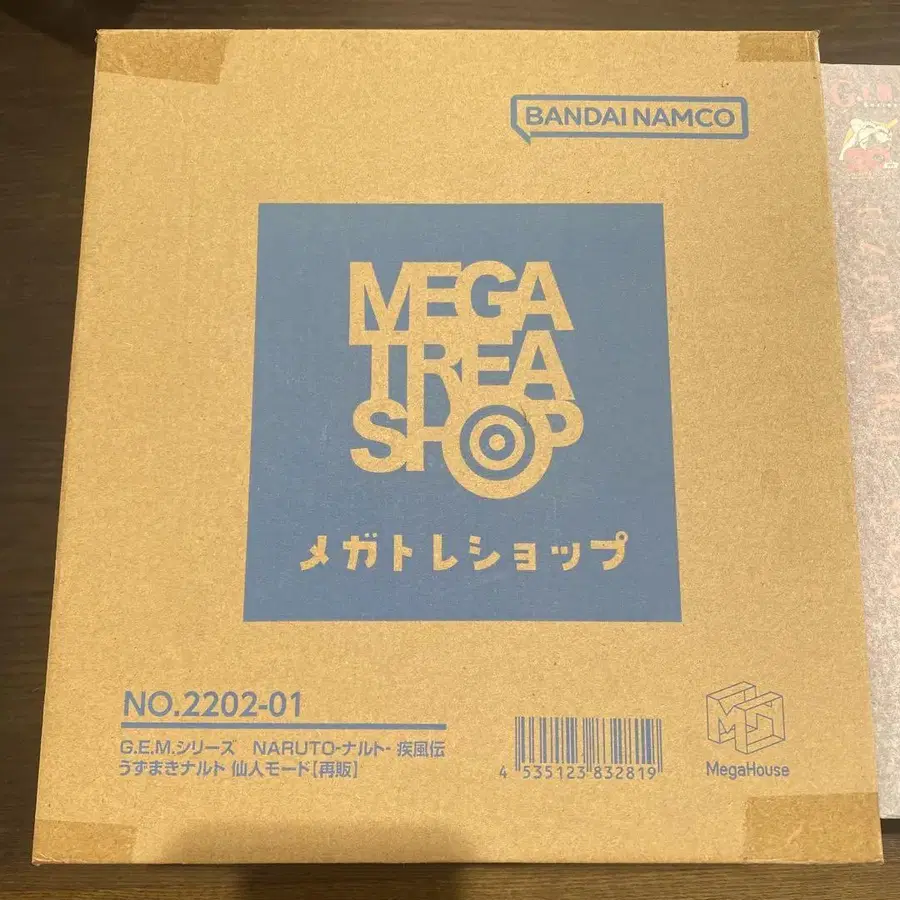 BANDAI NAMCO
MEGA
TREA
SHOP
メガトレショップ
NO.2202-01
G.E.M.シリーズ NARUTO-ナルト- 疾風伝
うずまきナルト 仙人モード【再販】
4 535123 832819
MegaHouse
G.E.M.